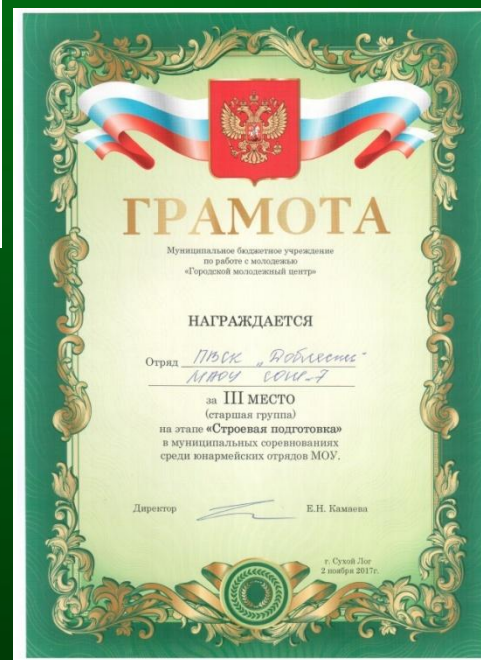 ГРАМОТА
Муниципальное бюджетное учреждение
по работе с молодежью
«Городской молодежный центр»
НАГРАЖДАЕТСЯ
Отряд ПВСК „Доблесть“
МАОУ СОШ-7
за III МЕСТО
(старшая группа)
на этапе «Строевая подготовка»
в муниципальных соревнованиях
среди юнармейских отрядов МОУ.
Директор Е.Н. Камаева
г. Сухой Лог
2 ноября 2017г.